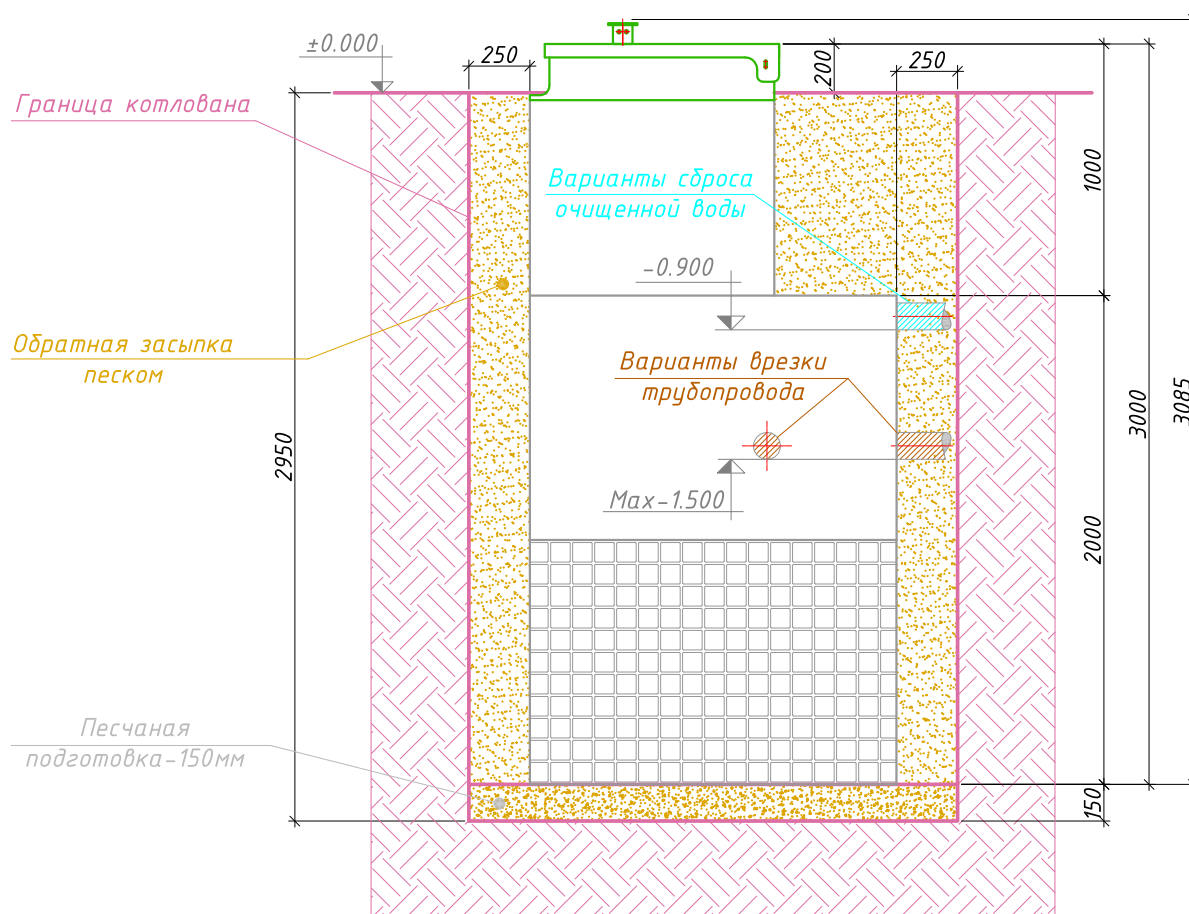 ±0.000
250
200
250
Граница котлована
1000
Варианты сброса
очищенной воды
-0.900
Обратная засыпка
песком
Варианты врезки
трубопровода
3085
3000
2950
Max-1.500
2000
Песчаная
подготовка-150мм
150